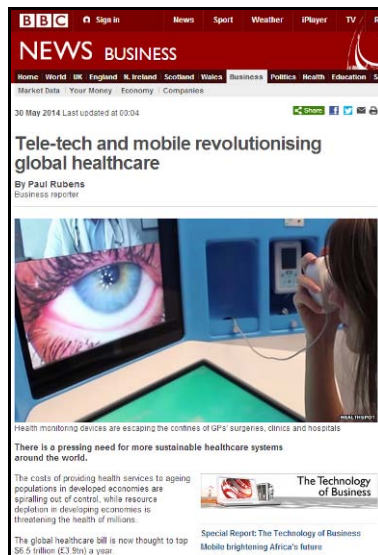 BBC Sign in News Sport Weather iPlayer TV
NEWS BUSINESS
Home World UK England N. Ireland Scotland Wales Business Politics Health Education
Market Data Your Money Economy Companies
30 May 2014 Last updated at 00:04
Share
Tele-tech and mobile revolutionising
global healthcare
By Paul Rubens
Business reporter
HEALTHSPOT
Health monitoring devices are escaping the confines of GPs' surgeries, clinics and hospitals
There is a pressing need for more sustainable healthcare systems
around the world.
The costs of providing health services to ageing
populations in developed economies are
spiralling out of control, while resource
depletion in developing economies is
threatening the health of millions.
The global healthcare bill is now thought to top
$6.5 trillion (£3.9tn) a year.
The Technology
of Business
Special Report: The Technology of Business
Mobile brightening Africa's future